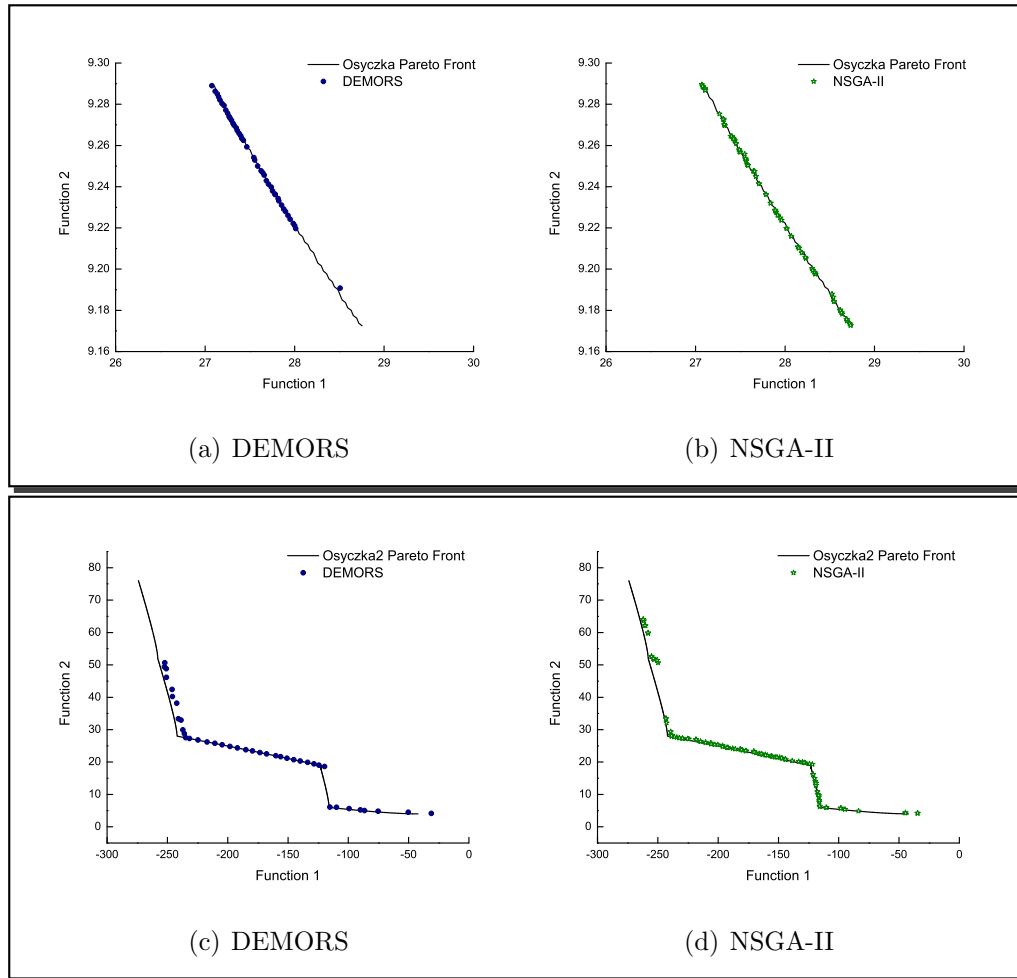 Osyczka Pareto Front
DEMORS
9.30
9.28
9.26
9.24
9.22
9.20
9.18
9.16
Function 2
26 27 28 29 30
Function 1
(a) DEMORS
Osyczka Pareto Front
NSGA-II
9.30
9.28
9.26
9.24
9.22
9.20
9.18
9.16
Function 2
26 27 28 29 30
Function 1
(b) NSGA-II
Osyczka2 Pareto Front
DEMORS
80
70
60
50
40
30
20
10
0
Function 2
-300 -250 -200 -150 -100 -50 0
Function 1
(c) DEMORS
Osyczka2 Pareto Front
NSGA-II
80
70
60
50
40
30
20
10
0
Function 2
-300 -250 -200 -150 -100 -50 0
Function 1
(d) NSGA-II